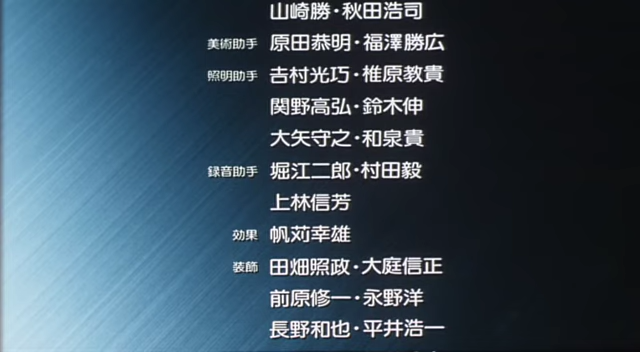 山崎勝・秋田浩司
美術助手 原田恭明・福澤勝広
照明助手 吉村光巧・椎原教貴
関野高弘・鈴木伸
大矢守之・和泉貴
録音助手 堀江二郎・村田毅
上林信芳
効果 帆苅幸雄
装飾 田畑照政・大庭信正
前原修一・永野洋
長野和也・平井浩一